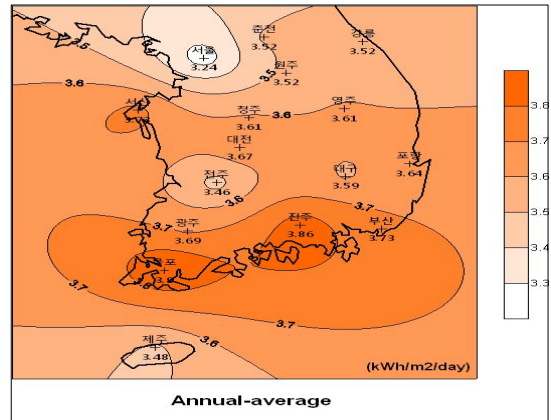 춘천
3.52
강릉
3.52
서울
3.24
원주
3.52
3.5
3.5
3.6
3.6
청주
3.61
영주
3.61
대전
3.67
포항
3.64
대구
3.59
전주
3.46
3.6
3.7
3.7
광주
3.69
진주
3.86
부산
3.73
3.7
3.7
3.6
제주
3.48
(kWh/m2/day)
3.8
3.7
3.6
3.5
3.4
3.3
Annual-average